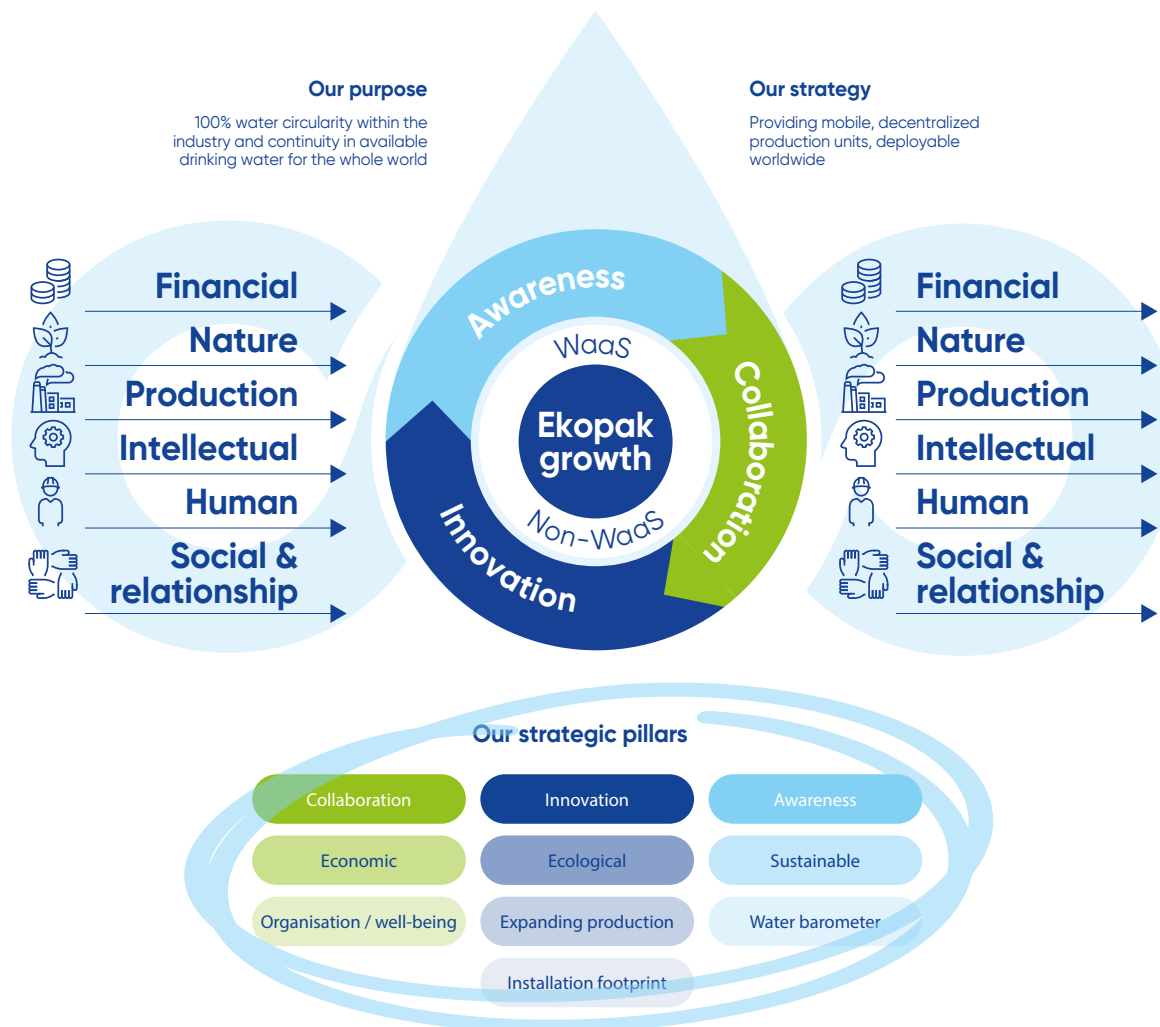 Our purpose
100% water circularity within the
industry and continuity in available
drinking water for the whole world
Our strategy
Providing mobile, decentralized
production units, deployable
worldwide
Financial
Nature
Production
Intellectual
Human
Social &
relationship
Awareness
Collaboration
Innovation
WaaS
Ekopak
growth
Non-WaaS
Financial
Nature
Production
Intellectual
Human
Social &
relationship
Our strategic pillars
Collaboration
Innovation
Awareness
Economic
Ecological
Sustainable
Organisation / well-being
Expanding production
Water barometer
Installation footprint